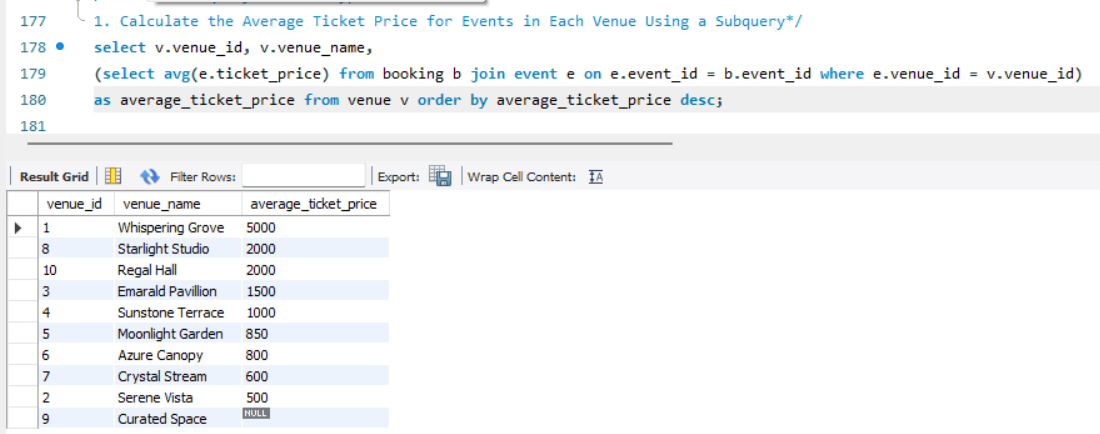 177 1. Calculate the Average Ticket Price for Events in Each Venue Using a Subquery*/
178 select v.venue_id, v.venue_name,
179 (select avg(e.ticket_price) from booking b join event e on e.event_id = b.event_id where e.venue_id = v.venue_id)
180 as average_ticket_price from venue v order by average_ticket_price desc;
181
Result Grid Filter Rows: Export: Wrap Cell Content: IA
venue_id venue_name average_ticket_price
1 Whispering Grove 5000
8 Starlight Studio 2000
10 Regal Hall 2000
3 Emarald Pavillion 1500
4 Sunstone Terrace 1000
5 Moonlight Garden 850
6 Azure Canopy 800
7 Crystal Stream 600
2 Serene Vista 500
9 Curated Space NULL